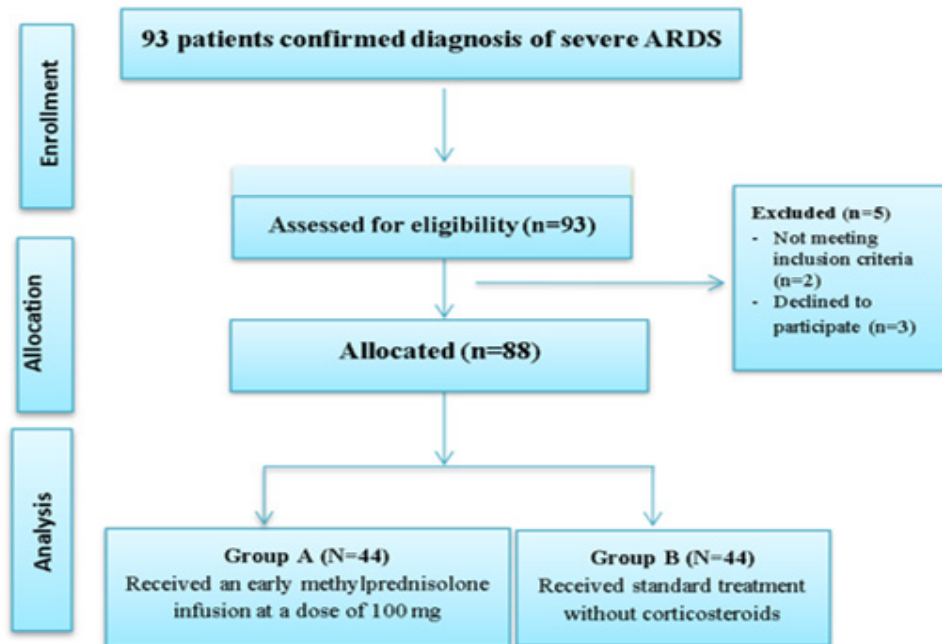 Enrollment
93 patients confirmed diagnosis of severe ARDS
Assessed for eligibility (n=93)
Excluded (n=5)
- Not meeting
inclusion criteria
(n=2)
- Declined to
participate (n=3)
Allocation
Allocated (n=88)
Analysis
Group A (N=44)
Received an early methylprednisolone
infusion at a dose of 100 mg
Group B (N=44)
Received standard treatment
without corticosteroids